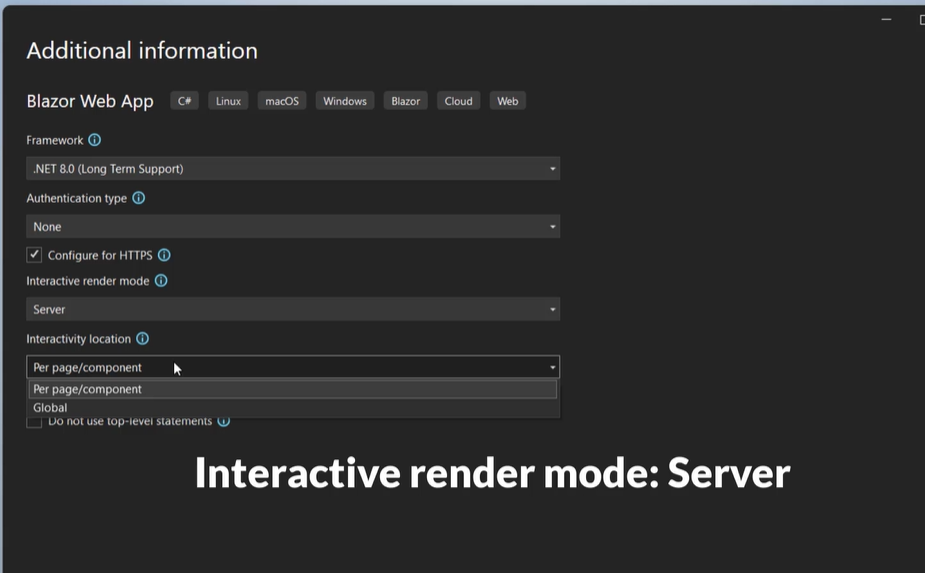 Additional information
Blazor Web App C# Linux macOS Windows Blazor Cloud Web
Framework
.NET 8.0 (Long Term Support)
Authentication type
None
Configure for HTTPS
Interactive render mode
Server
Interactivity location
Per page/component
Per page/component
Global
Do not use top-level statements
Interactive render mode: Server